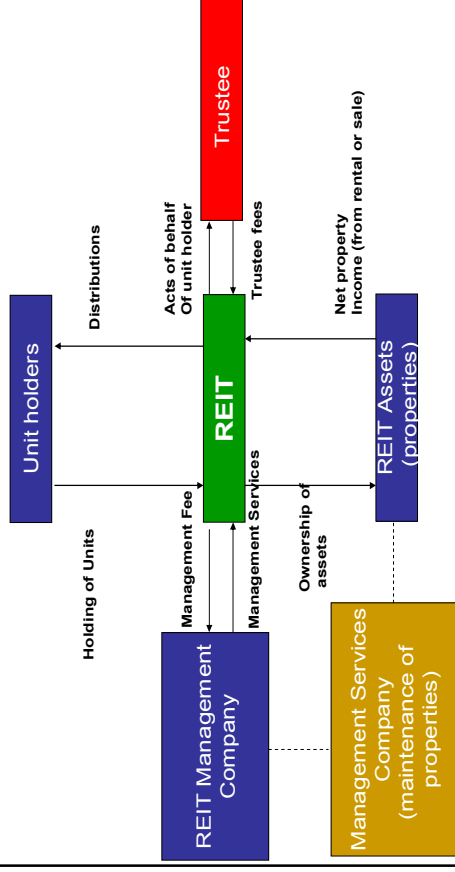 Unit holders
Holding of Units
Distributions
REIT Management
Company
Management Fee
Management Services
REIT
Acts of behalf
Of unit holder
Trustee fees
Trustee
Ownership of
assets
Net property
Income (from rental or sale)
Management Services
Company
(maintenance of
properties)
REIT Assets
(properties)